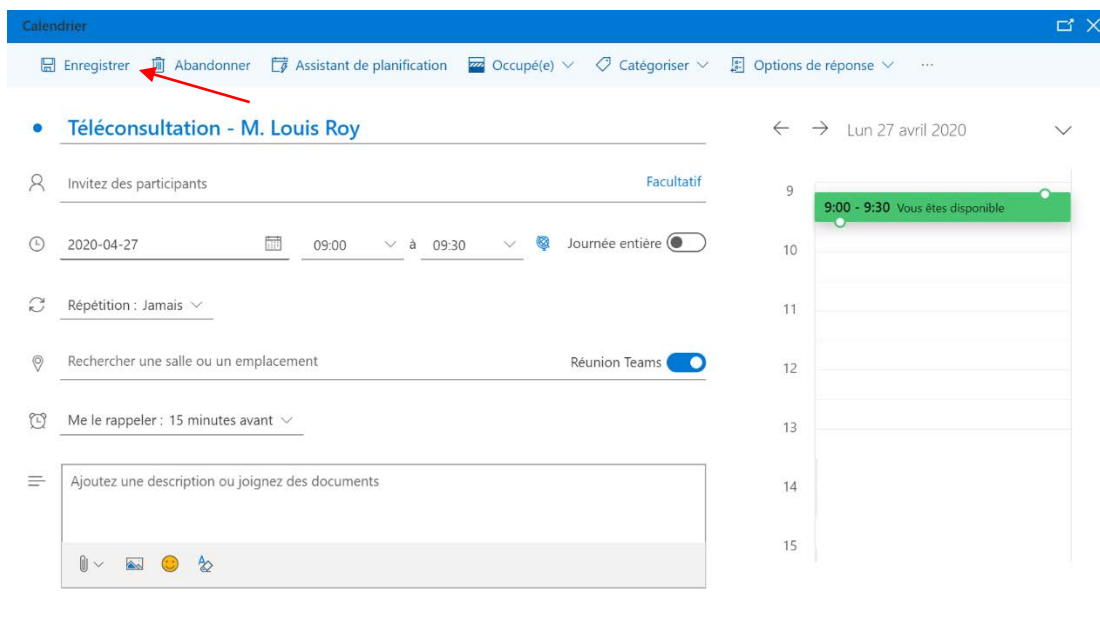 Calendrier
Enregistrer Abandonner Assistant de planification Occupé(e) Catégoriser Options de réponse ...
Téléconsultation - M. Louis Roy
Lun 27 avril 2020
Invitez des participants Facultatif
2020-04-27 09:00 à 09:30 Journée entière
Répétition : Jamais
Rechercher une salle ou un emplacement Réunion Teams
Me le rappeler : 15 minutes avant
Ajoutez une description ou joignez des documents
9
9:00 - 9:30 Vous êtes disponible
10
11
12
13
14
15